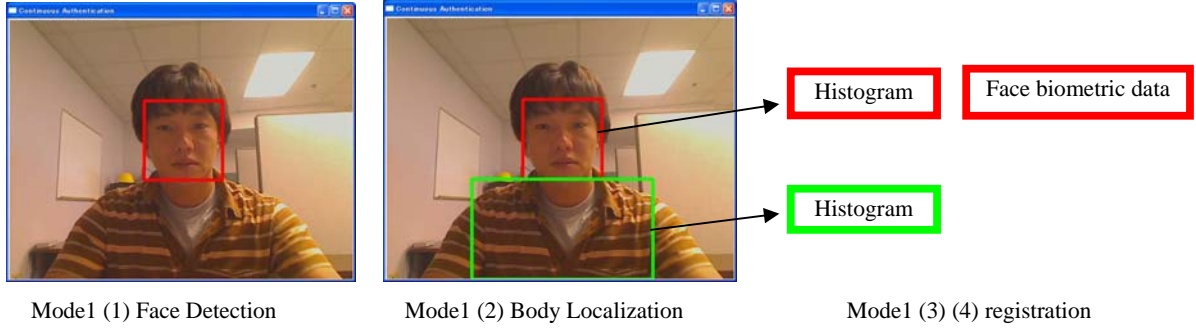 Continuous Authentication
Continuous Authentication
Histogram
Face biometric data
Histogram
Mode1 (1) Face Detection
Mode1 (2) Body Localization
Mode1 (3) (4) registration